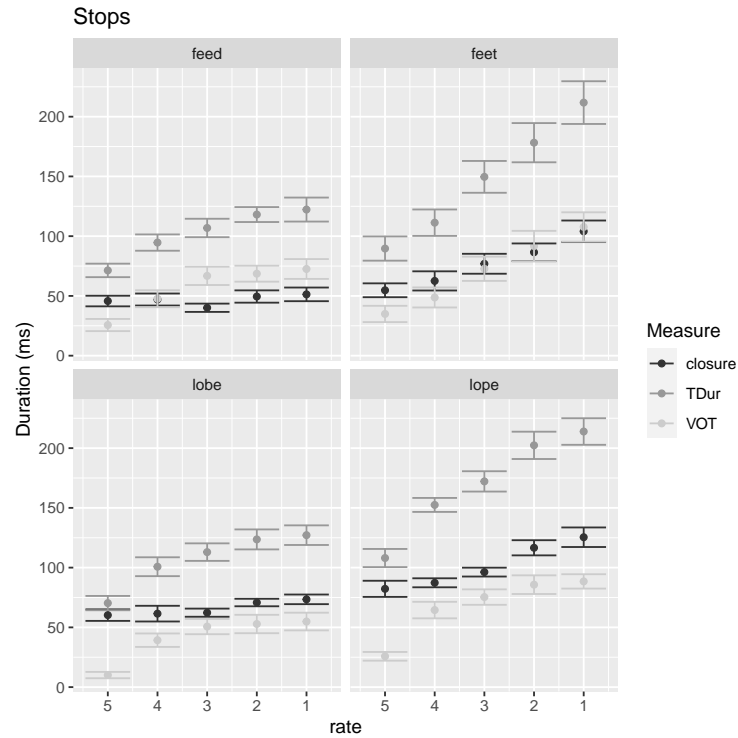 Stops
feed
feet
200
150
100
50
0
Duration (ms)
lobe
lope
200
150
100
50
0
5 4 3 2 1
5 4 3 2 1
rate
Measure
closure
TDur
VOT